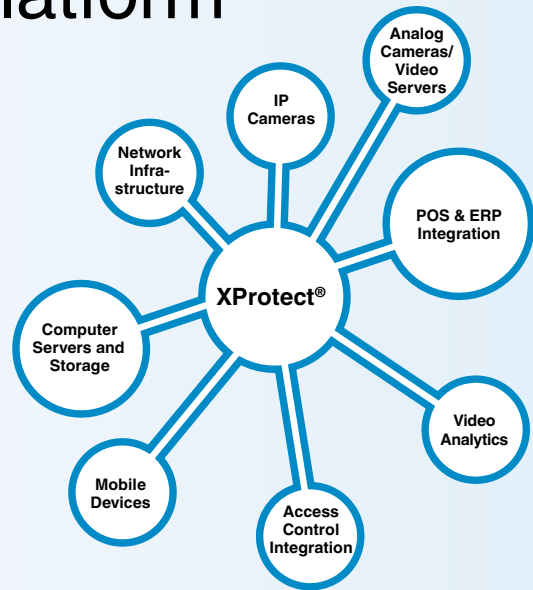 Analog
Cameras/
Video
Servers
IP
Cameras
Network
Infra-
structure
POS & ERP
Integration
XProtect®
Computer
Servers and
Storage
Video
Analytics
Mobile
Devices
Access
Control
Integration